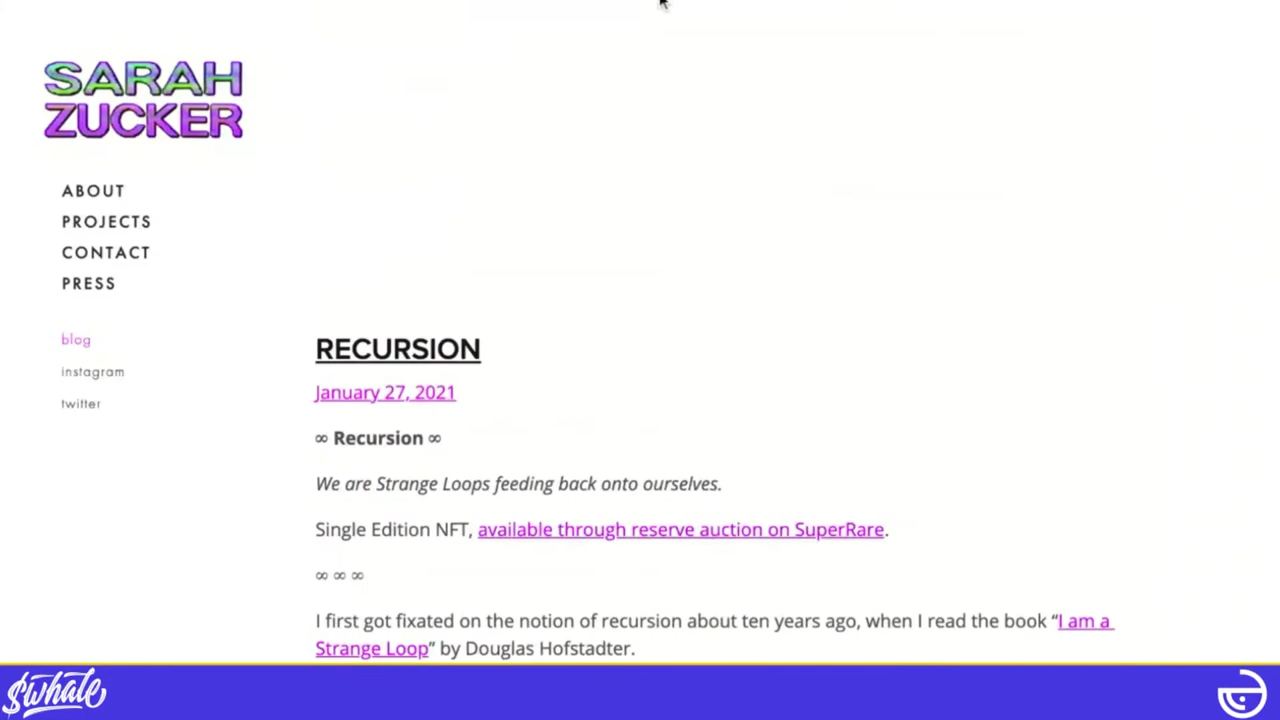 SARAH
ZUCKER
ABOUT
PROJECTS
CONTACT
PRESS
blog
instagram
twitter
RECURSION
January 27, 2021
∞ Recursion ∞
We are Strange Loops feeding back onto ourselves.
Single Edition NFT, available through reserve auction on SuperRare.
∞ ∞ ∞
I first got fixated on the notion of recursion about ten years ago, when I read the book “I am a
Strange Loop” by Douglas Hofstadter.
$whale